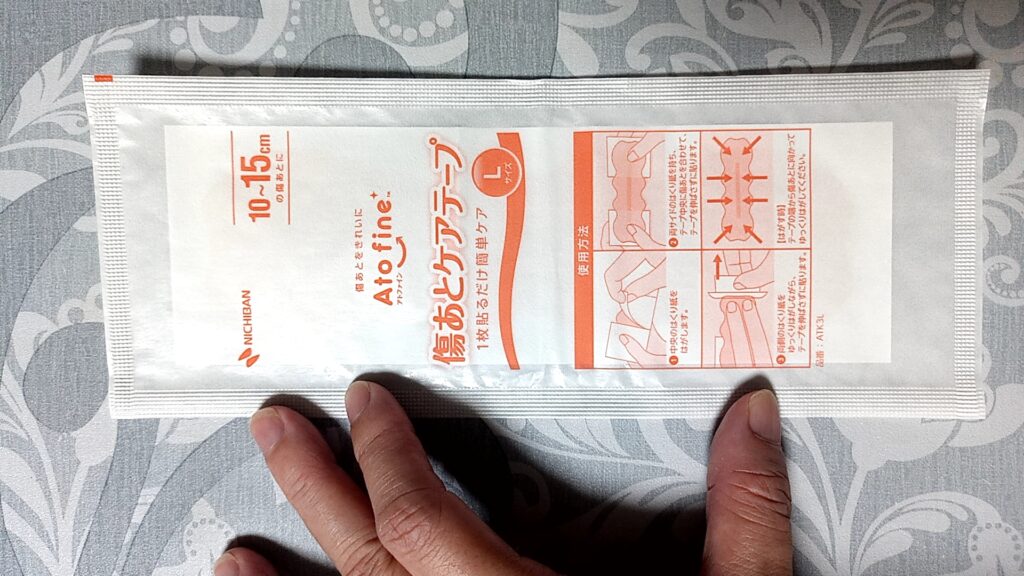 NICHIBAN
10~15cm
の傷あとに
傷あとをきれいに
Atofine+™
アトファイン
傷あとケアテープ
1枚貼るだけ簡単ケア
L
サイズ
使用方法
❶中央のはくり紙を
はがします。
❷両サイドのはくり紙を持ち、
テープ中央に傷あとを合わせて、
テープを伸ばさずに貼ります。
❸両側のはくり紙を
ゆっくりはがしながら、
テープを伸ばさずに貼ります。
【はがす時】
テープの端から傷あとに向かって
ゆっくりはがしてください。
品番：ATK3L